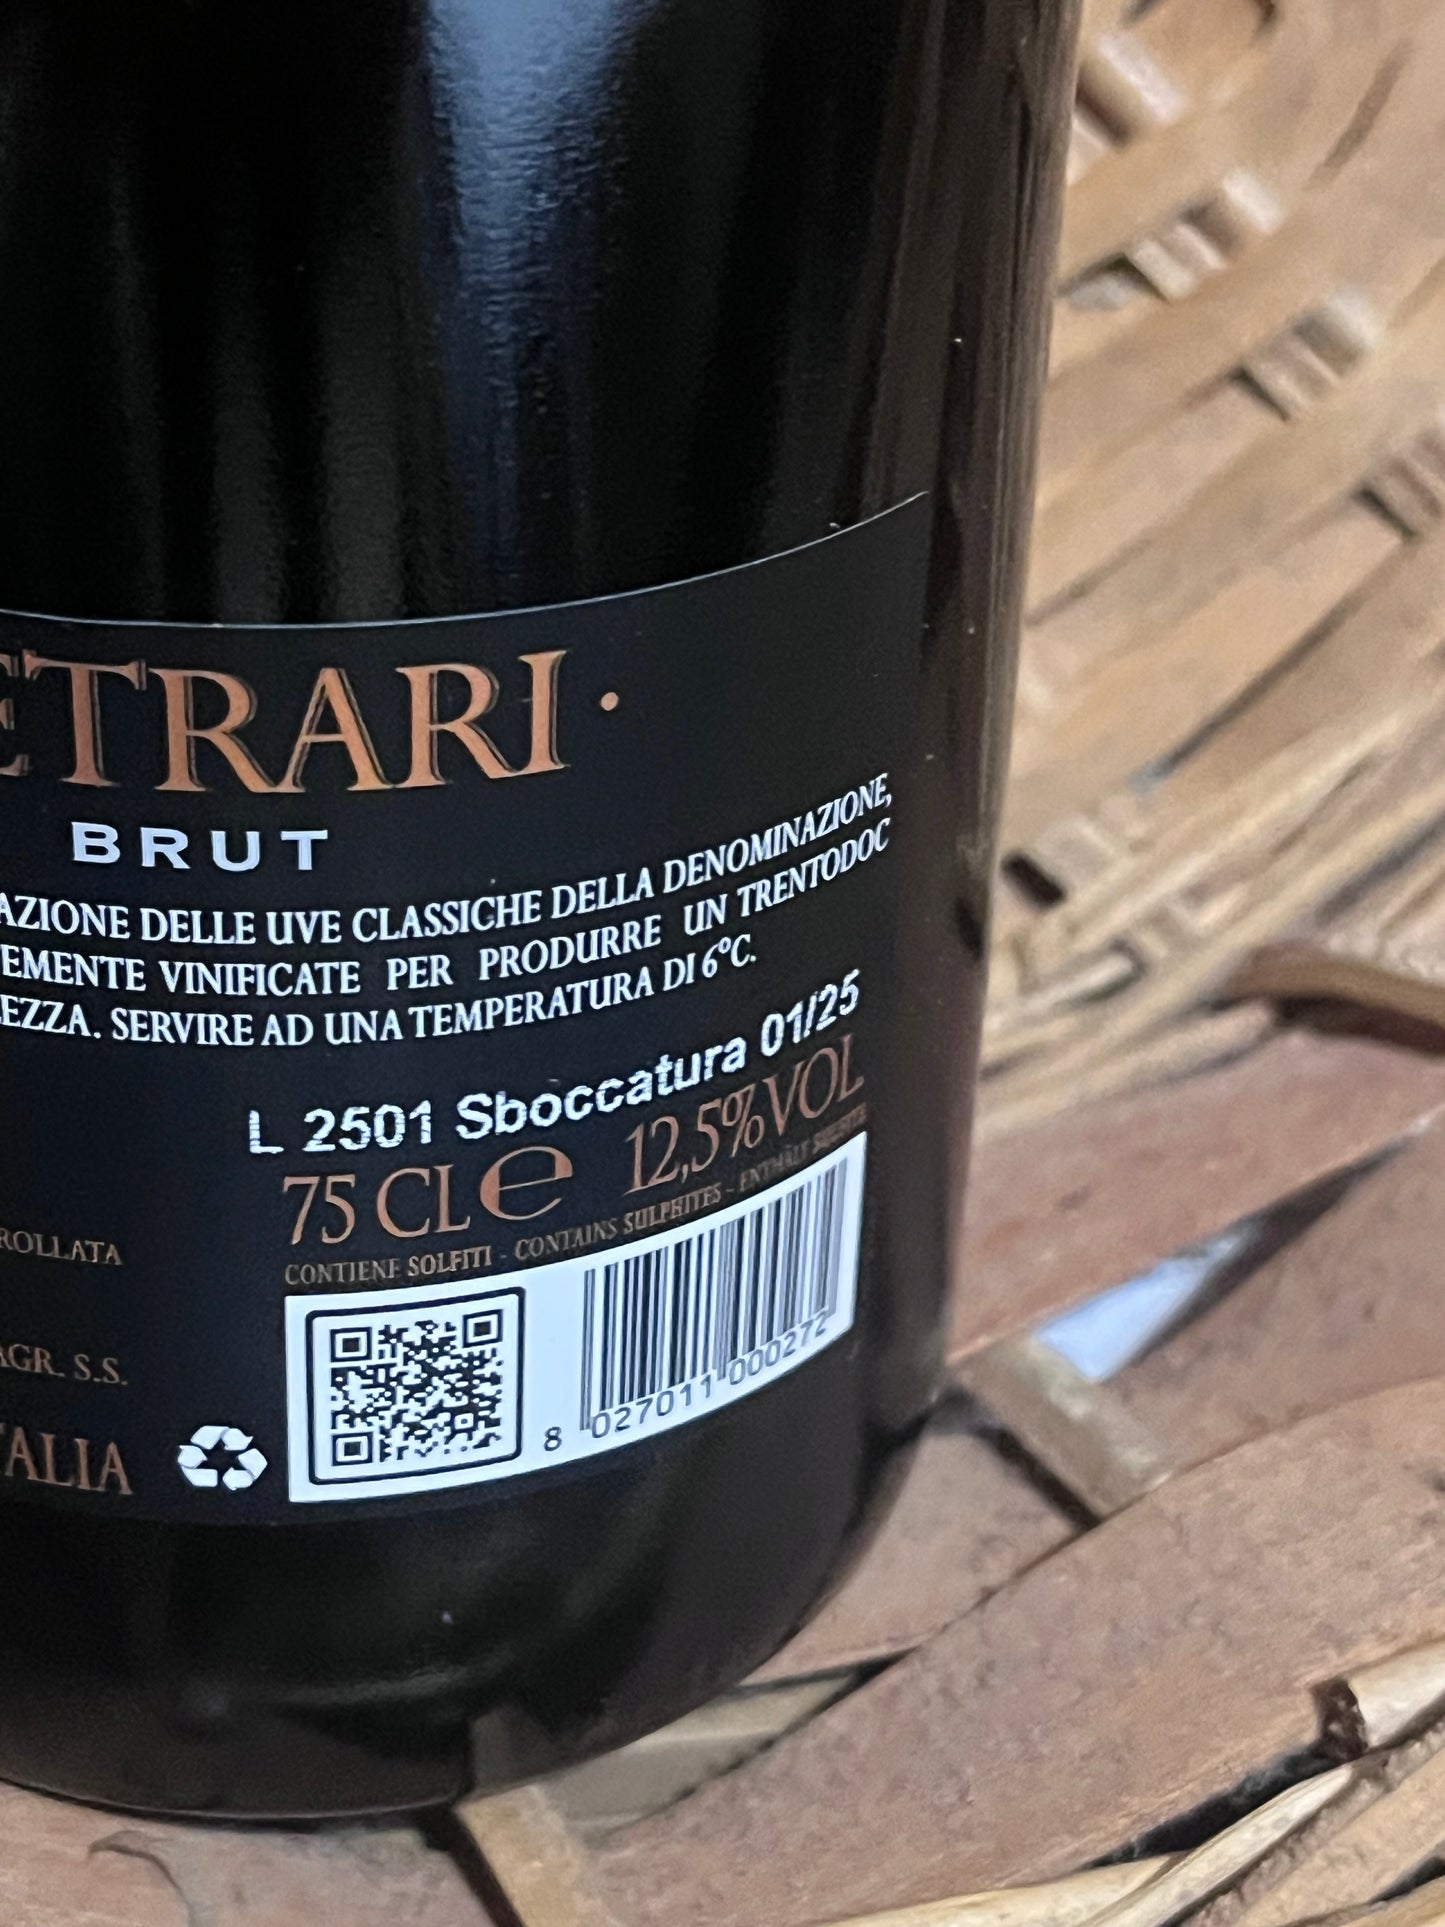 ETRARI ·
BRUT
AZIONE DELLE UVE CLASSICHE DELLA DENOMINAZIONE,
EMENTE VINIFICATE PER PRODURRE UN TRENTODOC
EZZA. SERVIRE AD UNA TEMPERATURA DI 6°C.
L 2501 Sboccatura 01/25
75 CL e 12,5%VOL
CONTIENE SOLFITI - CONTAINS SULPHITES - ENTHÄLT SULFITE
ROLLATA
AGR. S.S.
TALIA
8 027011 000272